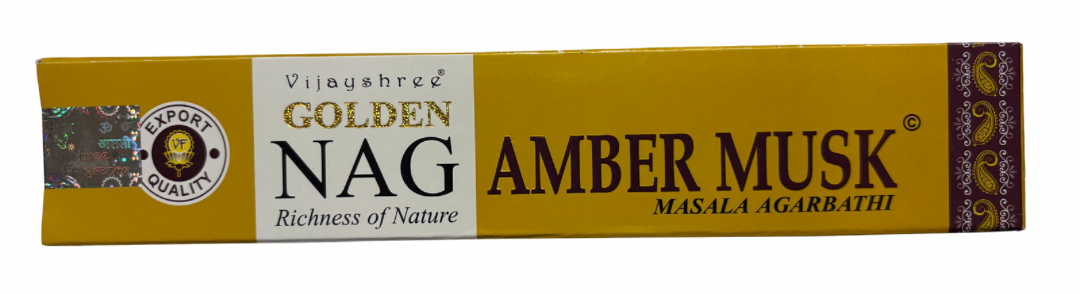 EXPORT
VF
QUALITY
Vijayshree®
GOLDEN
NAG
Richness of Nature
AMBER MUSK©
MASALA AGARBATHI